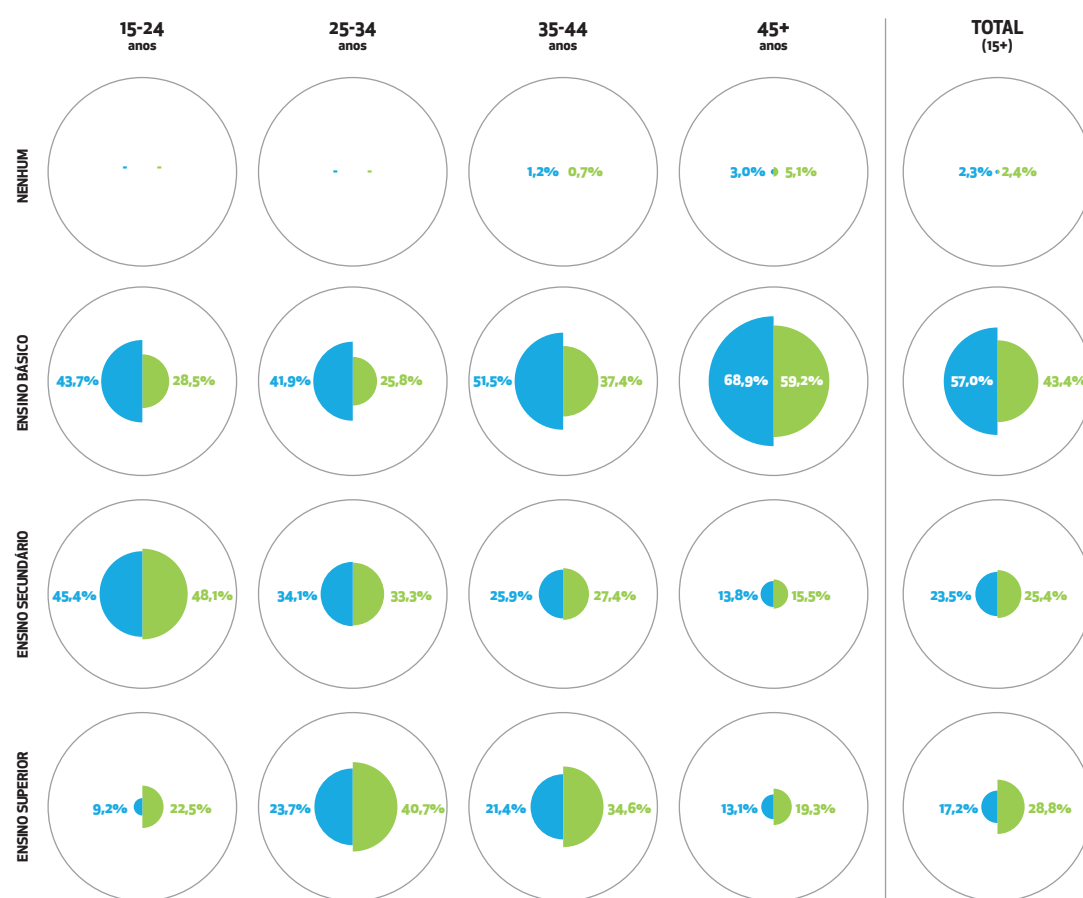 15-24 25-34 35-44 45+ TOTAL
anos anos anos anos (15+)
NENHUM - - - - 1,2% 0,7% 3,0% 5,1% 2,3% 2,4%
ENSINO BÁSICO 43,7% 28,5% 41,9% 25,8% 51,5% 37,4% 68,9% 59,2% 57,0% 43,4%
ENSINO SECUNDÁRIO 45,4% 48,1% 34,1% 33,3% 25,9% 27,4% 13,8% 15,5% 23,5% 25,4%
ENSINO SUPERIOR 9,2% 22,5% 23,7% 40,7% 21,4% 34,6% 13,1% 19,3% 17,2% 28,8%